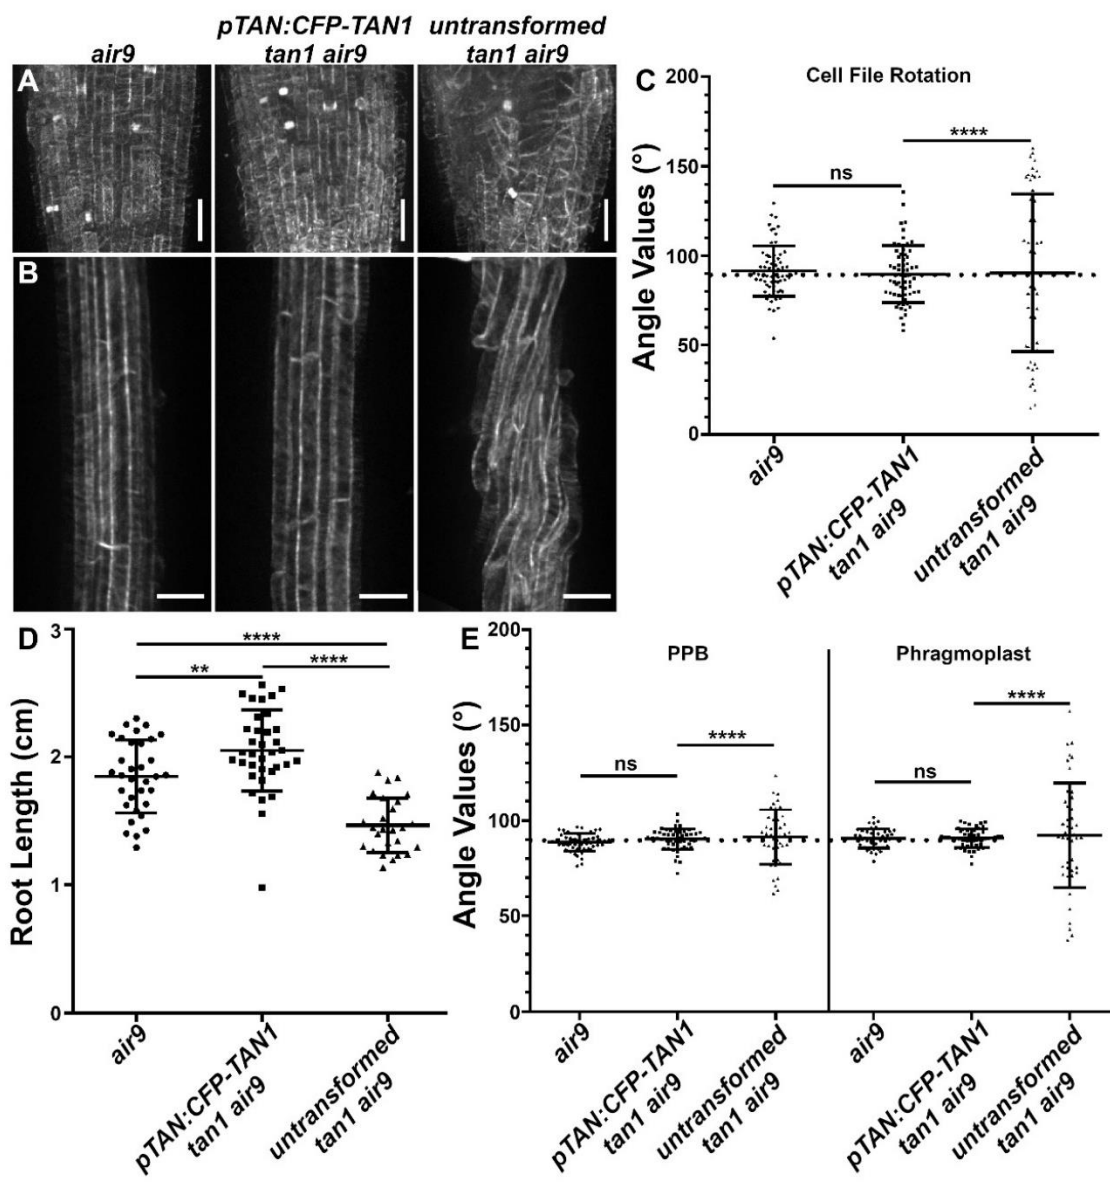 air9
pTAN:CFP-TAN1
tan1 air9
untransformed
tan1 air9
A
B
C
Cell File Rotation
Angle Values (°)
200
150
100
50
0
ns
****
air9
pTAN:CFP-TAN1
tan1 air9
untransformed
tan1 air9
D
Root Length (cm)
3
2
1
0
****
**
****
air9
pTAN:CFP-TAN1
tan1 air9
untransformed
tan1 air9
E
Angle Values (°)
200
150
100
50
0
PPB
ns
****
Phragmoplast
ns
****
air9
pTAN:CFP-TAN1
tan1 air9
untransformed
tan1 air9
air9
pTAN:CFP-TAN1
tan1 air9
untransformed
tan1 air9